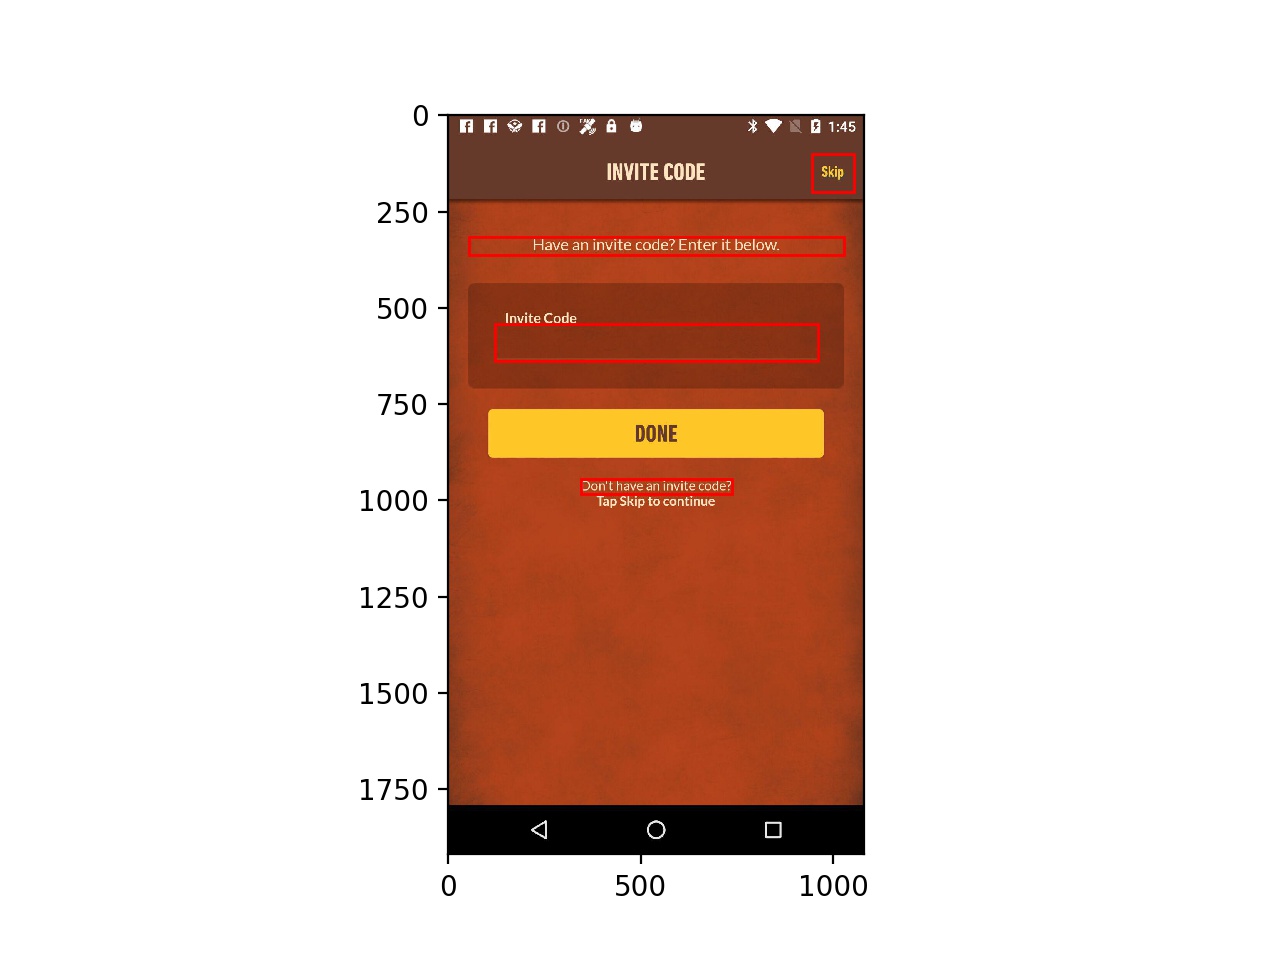 0
250
500
750
1000
1250
1500
1750
0 500 1000
1:45
INVITE CODE
Skip
Have an invite code? Enter it below.
Invite Code
DONE
Don't have an invite code?
Tap Skip to continue